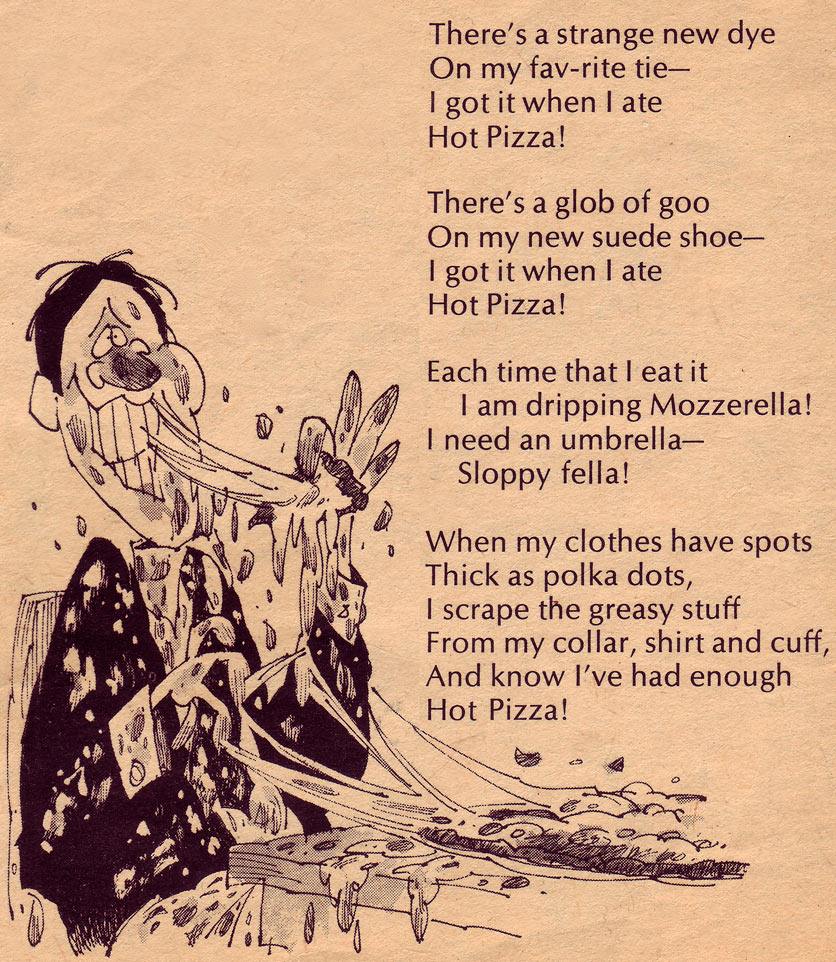 There's a strange new dye
On my fav-rite tie—
I got it when I ate
Hot Pizza!
There's a glob of goo
On my new suede shoe—
I got it when I ate
Hot Pizza!
Each time that I eat it
I am dripping Mozzerella!
I need an umbrella—
Sloppy fella!
When my clothes have spots
Thick as polka dots,
I scrape the greasy stuff
From my collar, shirt and cuff,
And know I've had enough
Hot Pizza!